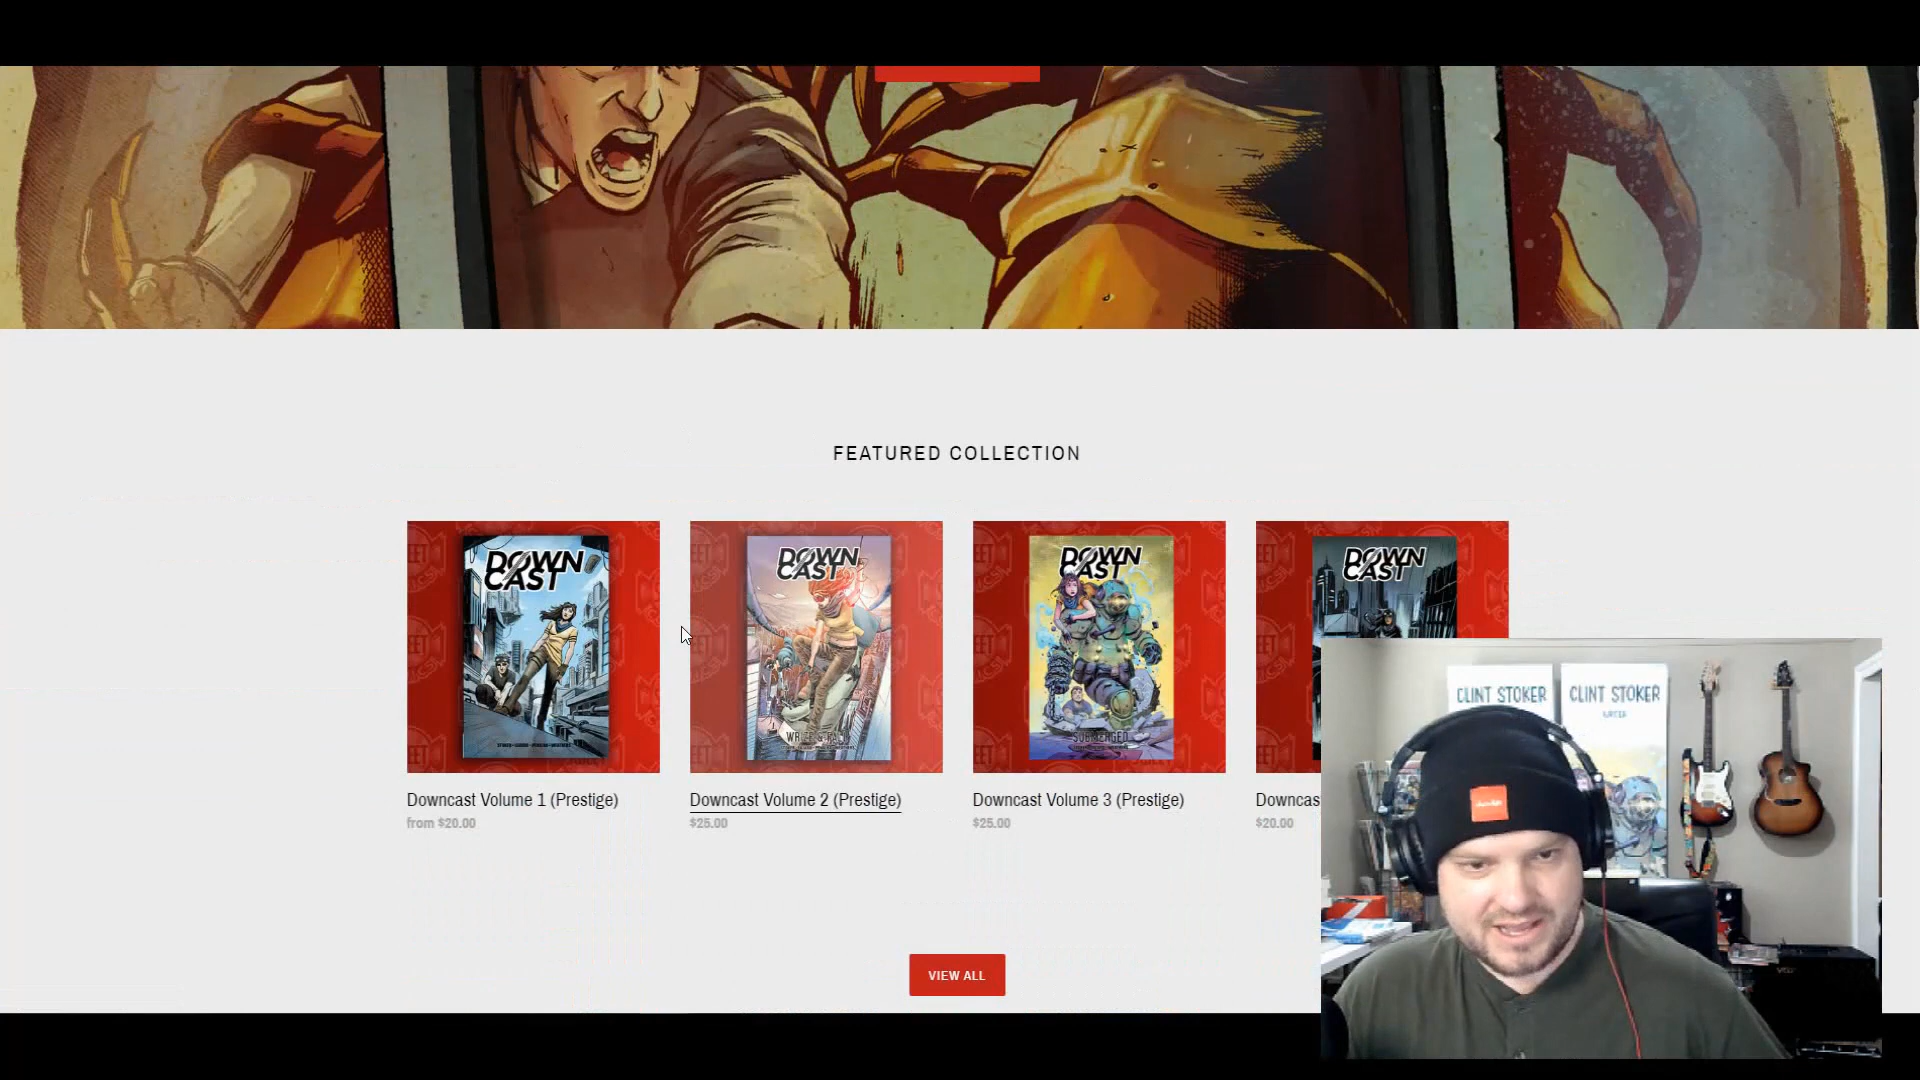 FEATURED COLLECTION
DOWN
CAST
DOWN
CAST
DOWN
CAST
SUBMERGED
DOWN
CAST
Downcast Volume 1 (Prestige)
from $20.00
Downcast Volume 2 (Prestige)
$25.00
Downcast Volume 3 (Prestige)
$25.00
Downcas
$20.00
CLINT STOKER
CLINT STOKER
WRITER
VIEW ALL